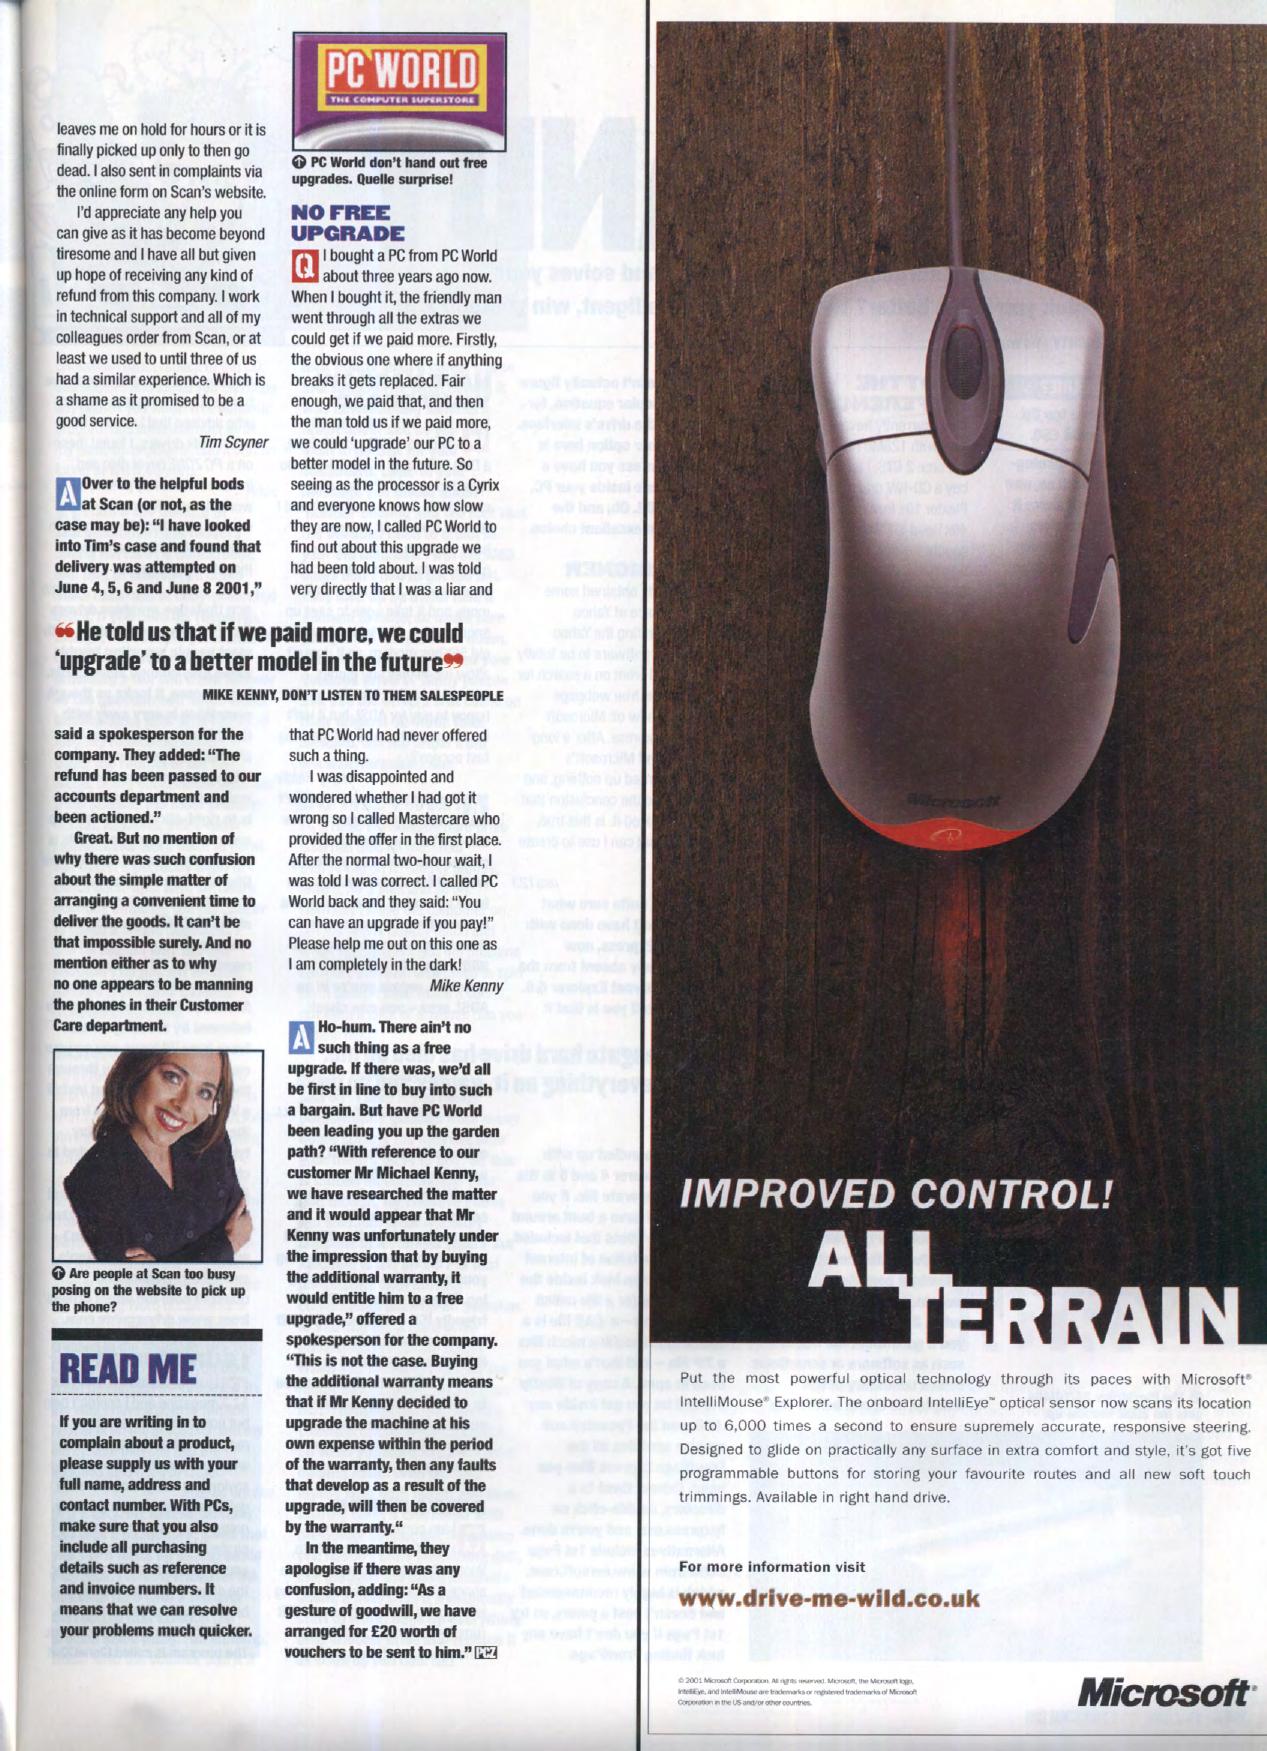 leaves me on hold for hours or it is
finally picked up only to then go
dead. I also sent in complaints via
the online form on Scan's website.
I'd appreciate any help you
can give as it has become beyond
tiresome and I have all but given
up hope of receiving any kind of
refund from this company. I work
in technical support and all of my
colleagues order from Scan, or at
least we used to until three of us
had a similar experience. Which is
a shame as it promised to be a
good service.
Tim Scyner
A Over to the helpful bods
at Scan (or not, as the
case may be): "I have looked
into Tim's case and found that
delivery was attempted on
June 4, 5, 6 and June 8 2001,"
said a spokesperson for the
company. They added: "The
refund has been passed to our
accounts department and
been actioned."
Great. But no mention of
why there was such confusion
about the simple matter of
arranging a convenient time to
deliver the goods. It can't be
that impossible surely. And no
mention either as to why
no one appears to be manning
the phones in their Customer
Care department.
Are people at Scan too busy
posing on the website to pick up
the phone?
READ ME
If you are writing in to
complain about a product,
please supply us with your
full name, address and
contact number. With PCs,
make sure that you also
include all purchasing
details such as reference
and invoice numbers. It
means that we can resolve
your problems much quicker.
PC WORLD
THE COMPUTER SUPERSTORE
PC World don't hand out free
upgrades. Quelle surprise!
NO FREE
UPGRADE
Q I bought a PC from PC World
about three years ago now.
When I bought it, the friendly man
went through all the extras we
could get if we paid more. Firstly,
the obvious one where if anything
breaks it gets replaced. Fair
enough, we paid that, and then
the man told us if we paid more,
we could 'upgrade' our PC to a
better model in the future. So
seeing as the processor is a Cyrix
and everyone knows how slow
they are now, I called PC World to
find out about this upgrade we
had been told about. I was told
very directly that I was a liar and
"He told us that if we paid more, we could
'upgrade' to a better model in the future"
MIKE KENNY, DON'T LISTEN TO THEM SALESPEOPLE
that PC World had never offered
such a thing.
I was disappointed and
wondered whether I had got it
wrong so I called Mastercare who
provided the offer in the first place.
After the normal two-hour wait, I
was told I was correct. I called PC
World back and they said: "You
can have an upgrade if you pay!"
Please help me out on this one as
I am completely in the dark!
Mike Kenny
A Ho-hum. There ain't no
such thing as a free
upgrade. If there was, we'd all
be first in line to buy into such
a bargain. But have PC World
been leading you up the garden
path? "With reference to our
customer Mr Michael Kenny,
we have researched the matter
and it would appear that Mr
Kenny was unfortunately under
the impression that by buying
the additional warranty, it
would entitle him to a free
upgrade," offered a
spokesperson for the company.
"This is not the case. Buying
the additional warranty means
that if Mr Kenny decided to
upgrade the machine at his
own expense within the period
of the warranty, then any faults
that develop as a result of the
upgrade, will then be covered
by the warranty."
In the meantime, they
apologise if there was any
confusion, adding: "As a
gesture of goodwill, we have
arranged for £20 worth of
vouchers to be sent to him." PCZ
Microsoft
IMPROVED CONTROL!
ALL
TERRAIN
Put the most powerful optical technology through its paces with Microsoft®
IntelliMouse® Explorer. The onboard IntelliEye™ optical sensor now scans its location
up to 6,000 times a second to ensure supremely accurate, responsive steering.
Designed to glide on practically any surface in extra comfort and style, it's got five
programmable buttons for storing your favourite routes and all new soft touch
trimmings. Available in right hand drive.
For more information visit
www.drive-me-wild.co.uk
© 2001 Microsoft Corporation. All rights reserved. Microsoft, the Microsoft logo,
IntelliEye, and IntelliMouse are trademarks or registered trademarks of Microsoft
Corporation in the US and/or other countries.
Microsoft®